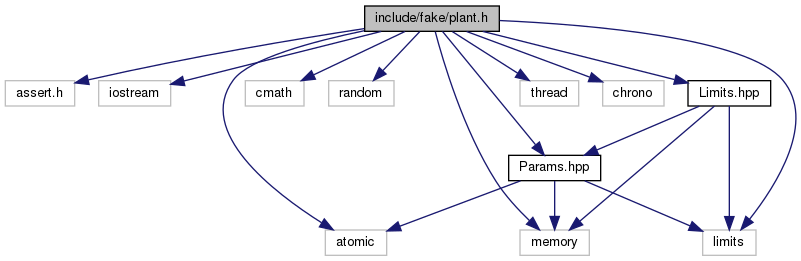 include/fake/plant.h
assert.h
iostream
cmath
random
thread
chrono
Limits.hpp
Params.hpp
atomic
memory
limits